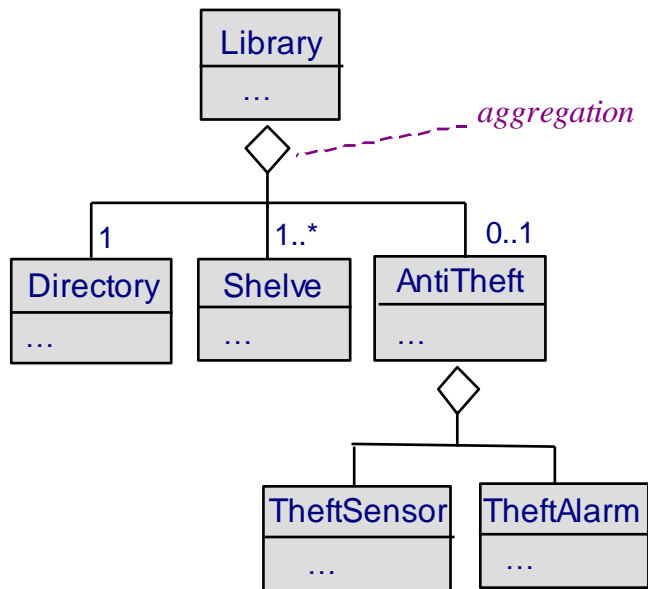 Library
...
aggregation
1
1..*
0..1
Directory
...
Shelve
...
AntiTheft
...
TheftSensor
...
TheftAlarm
...